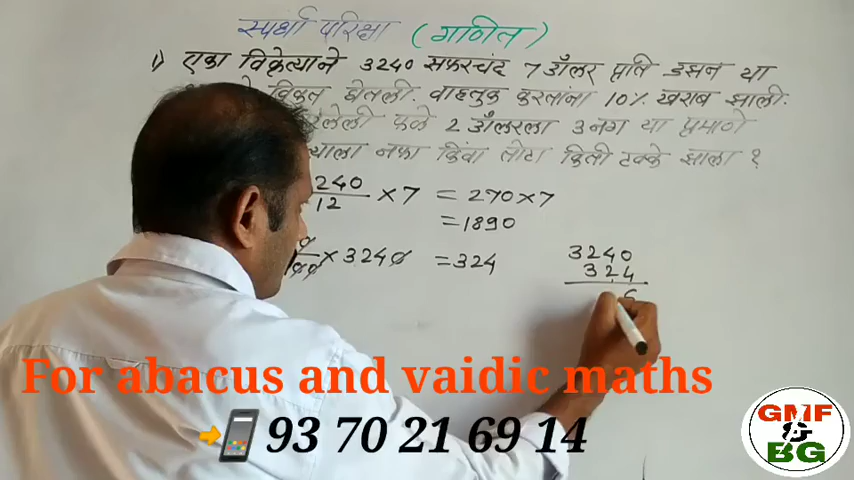 स्पर्धा परिक्षा (गणित)
1) एका विक्रेत्याने 3240 सफरचंद 7 डॉलर प्रति डझन या
विकत घेतली. वाहतुक करतांना 10% खराब झाली.
फळे 2 डॉलरला 3 नग या प्रमाणे
नफा किंवा तोटा किती टक्के झाला ?
240/12 × 7 = 270 × 7
= 1890
× 3240 = 324
3240
324
6
For abacus and vaidic maths
93 70 21 69 14
GMF
&
BG